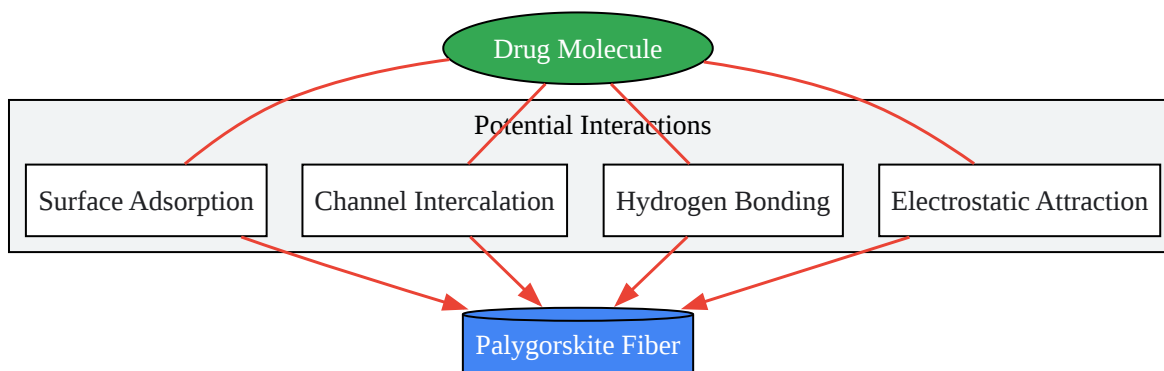 Drug Molecule
Potential Interactions
Surface Adsorption
Channel Intercalation
Hydrogen Bonding
Electrostatic Attraction
Palygorskite Fiber